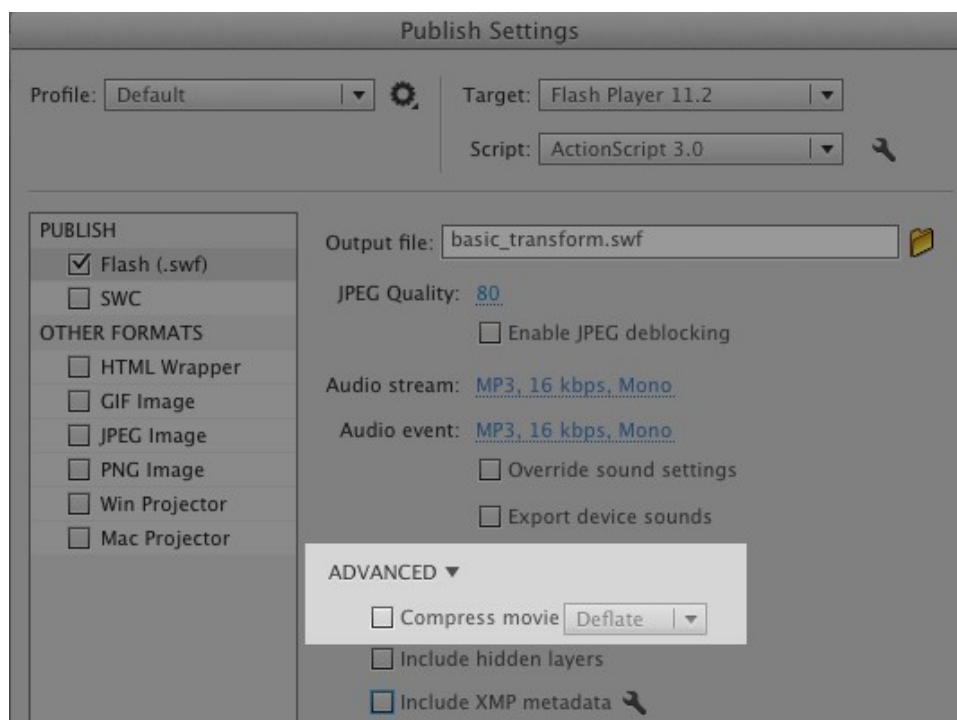 Publish Settings
Profile: Default
Target: Flash Player 11.2
Script: ActionScript 3.0
PUBLISH
Flash (.swf)
SWC
OTHER FORMATS
HTML Wrapper
GIF Image
JPEG Image
PNG Image
Win Projector
Mac Projector
Output file: basic_transform.swf
JPEG Quality: 80
Enable JPEG deblocking
Audio stream: MP3, 16 kbps, Mono
Audio event: MP3, 16 kbps, Mono
Override sound settings
Export device sounds
ADVANCED
Compress movie Deflate
Include hidden layers
Include XMP metadata